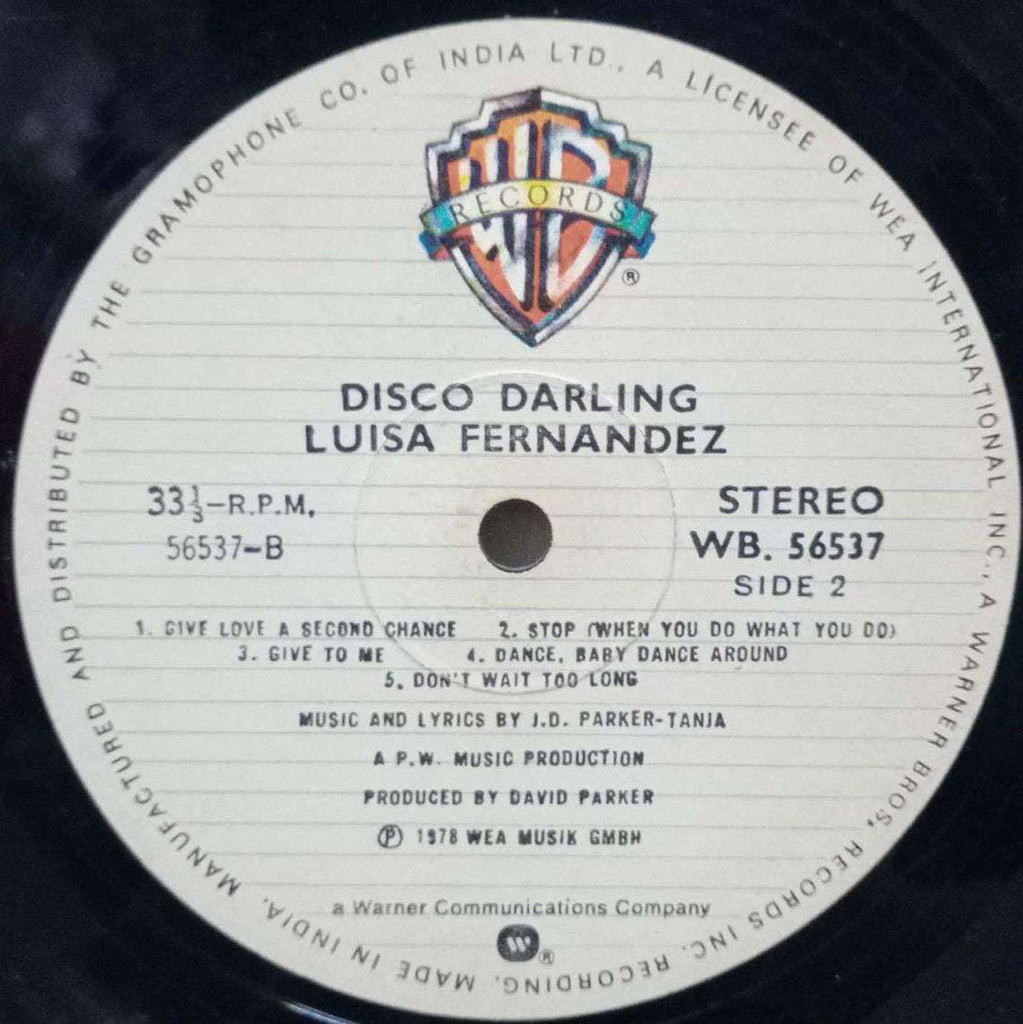 MANUFACTURED AND DISTRIBUTED BY THE GRAMOPHONE CO. OF INDIA LTD., A LICENSEE OF WEA INTERNATIONAL INC., A WARNER BROS, RECORDS INC. RECORDING. MADE IN INDIA.
WB
RECORDS
®
DISCO DARLING
LUISA FERNANDEZ
33⅓-R.P.M.
STEREO
56537-B
WB. 56537
SIDE 2
1. GIVE LOVE A SECOND CHANCE 2. STOP (WHEN YOU DO WHAT YOU DO)
3. GIVE TO ME 4. DANCE, BABY DANCE AROUND
5. DON'T WAIT TOO LONG
MUSIC AND LYRICS BY J.D. PARKER-TANJA
A P.W. MUSIC PRODUCTION
PRODUCED BY DAVID PARKER
Ⓟ 1978 WEA MUSIK GMBH
a Warner Communications Company
W ®